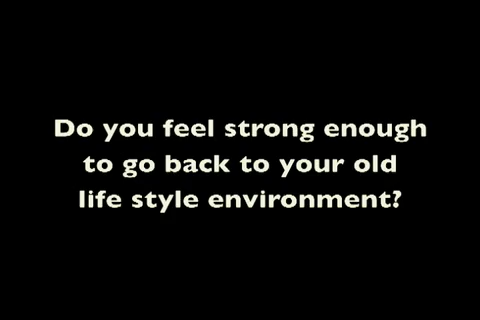 Do you feel strong enough
to go back to your old
life style environment?